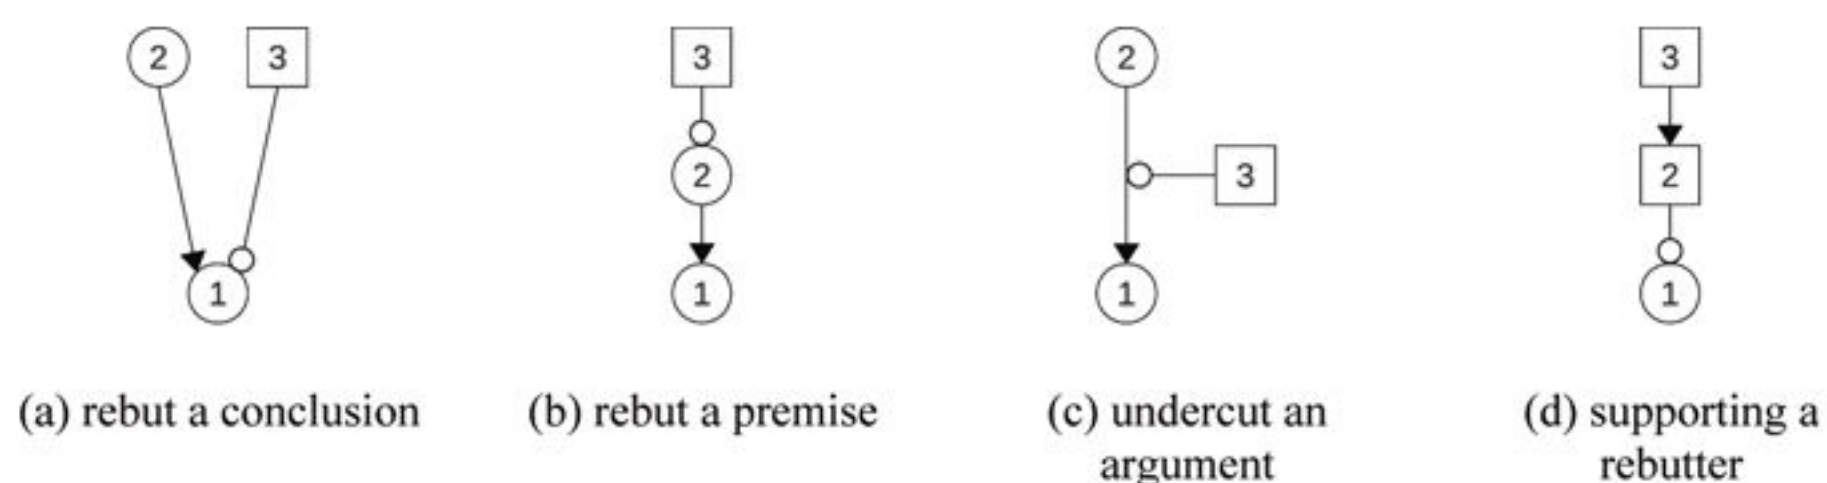 2 3
1
(a) rebut a conclusion
3
2
1
(b) rebut a premise
2
3
1
(c) undercut an
argument
3
2
1
(d) supporting a
rebutter